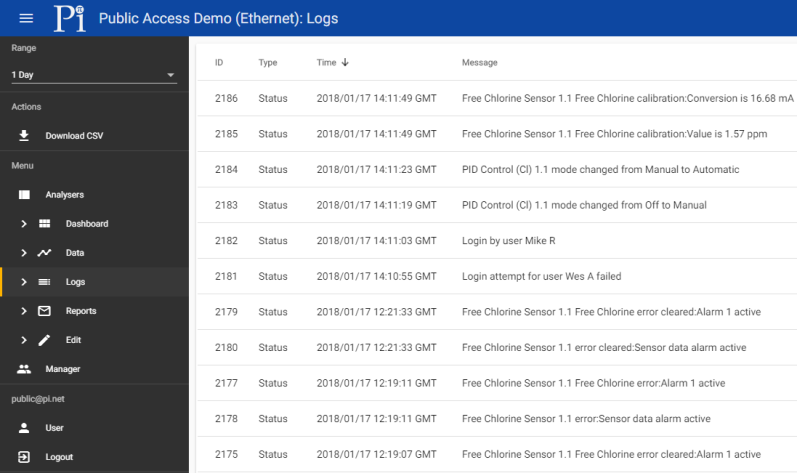 Pi Public Access Demo (Ethernet): Logs
Range
1 Day
Actions
Download CSV
Menu
Analysers
Dashboard
Data
Logs
Reports
Edit
Manager
public@pi.net
User
Logout
ID Type Time Message
2186 Status 2018/01/17 14:11:49 GMT Free Chlorine Sensor 1.1 Free Chlorine calibration:Conversion is 16.68 mA
2185 Status 2018/01/17 14:11:49 GMT Free Chlorine Sensor 1.1 Free Chlorine calibration:Value is 1.57 ppm
2184 Status 2018/01/17 14:11:23 GMT PID Control (Cl) 1.1 mode changed from Manual to Automatic
2183 Status 2018/01/17 14:11:19 GMT PID Control (Cl) 1.1 mode changed from Off to Manual
2182 Status 2018/01/17 14:11:03 GMT Login by user Mike R
2181 Status 2018/01/17 14:10:55 GMT Login attempt for user Wes A failed
2179 Status 2018/01/17 12:21:33 GMT Free Chlorine Sensor 1.1 Free Chlorine error cleared:Alarm 1 active
2180 Status 2018/01/17 12:21:33 GMT Free Chlorine Sensor 1.1 error cleared:Sensor data alarm active
2177 Status 2018/01/17 12:19:11 GMT Free Chlorine Sensor 1.1 Free Chlorine error:Alarm 1 active
2178 Status 2018/01/17 12:19:11 GMT Free Chlorine Sensor 1.1 error:Sensor data alarm active
2175 Status 2018/01/17 12:19:07 GMT Free Chlorine Sensor 1.1 Free Chlorine error cleared:Alarm 1 active